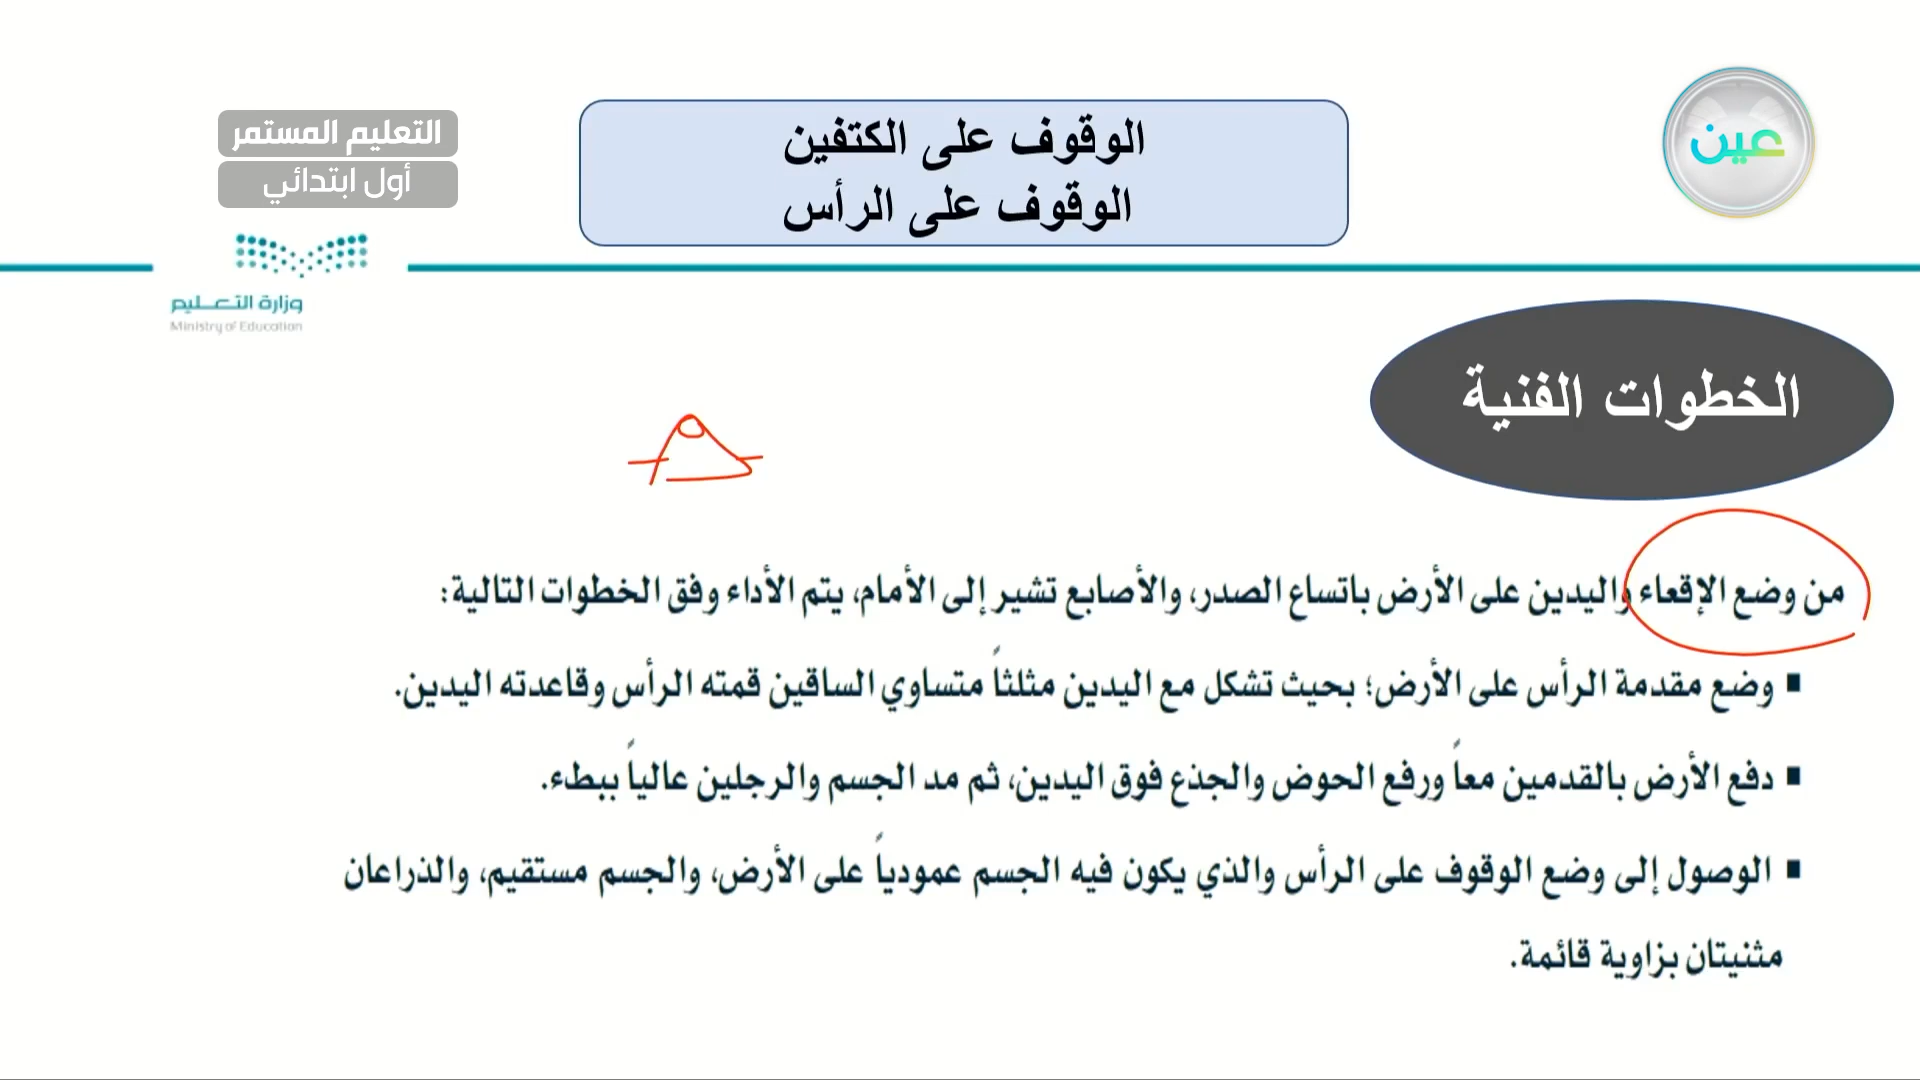 عين
الوقوف على الكتفين
الوقوف على الرأس
التعليم المستمر
أول ابتدائي
وزارة التعليم
Ministry of Education
الخطوات الفنية
من وضع الإقعاء واليدين على الأرض باتساع الصدر، والأصابع تشير إلى الأمام، يتم الأداء وفق الخطوات التالية:
▪ وضع مقدمة الرأس على الأرض؛ بحيث تشكل مع اليدين مثلثاً متساوي الساقين قمته الرأس وقاعدته اليدين.
▪ دفع الأرض بالقدمين معاً ورفع الحوض والجذع فوق اليدين، ثم مد الجسم والرجلين عالياً ببطء.
▪ الوصول إلى وضع الوقوف على الرأس والذي يكون فيه الجسم عمودياً على الأرض، والجسم مستقيم، والذراعان
مثنيتان بزاوية قائمة.